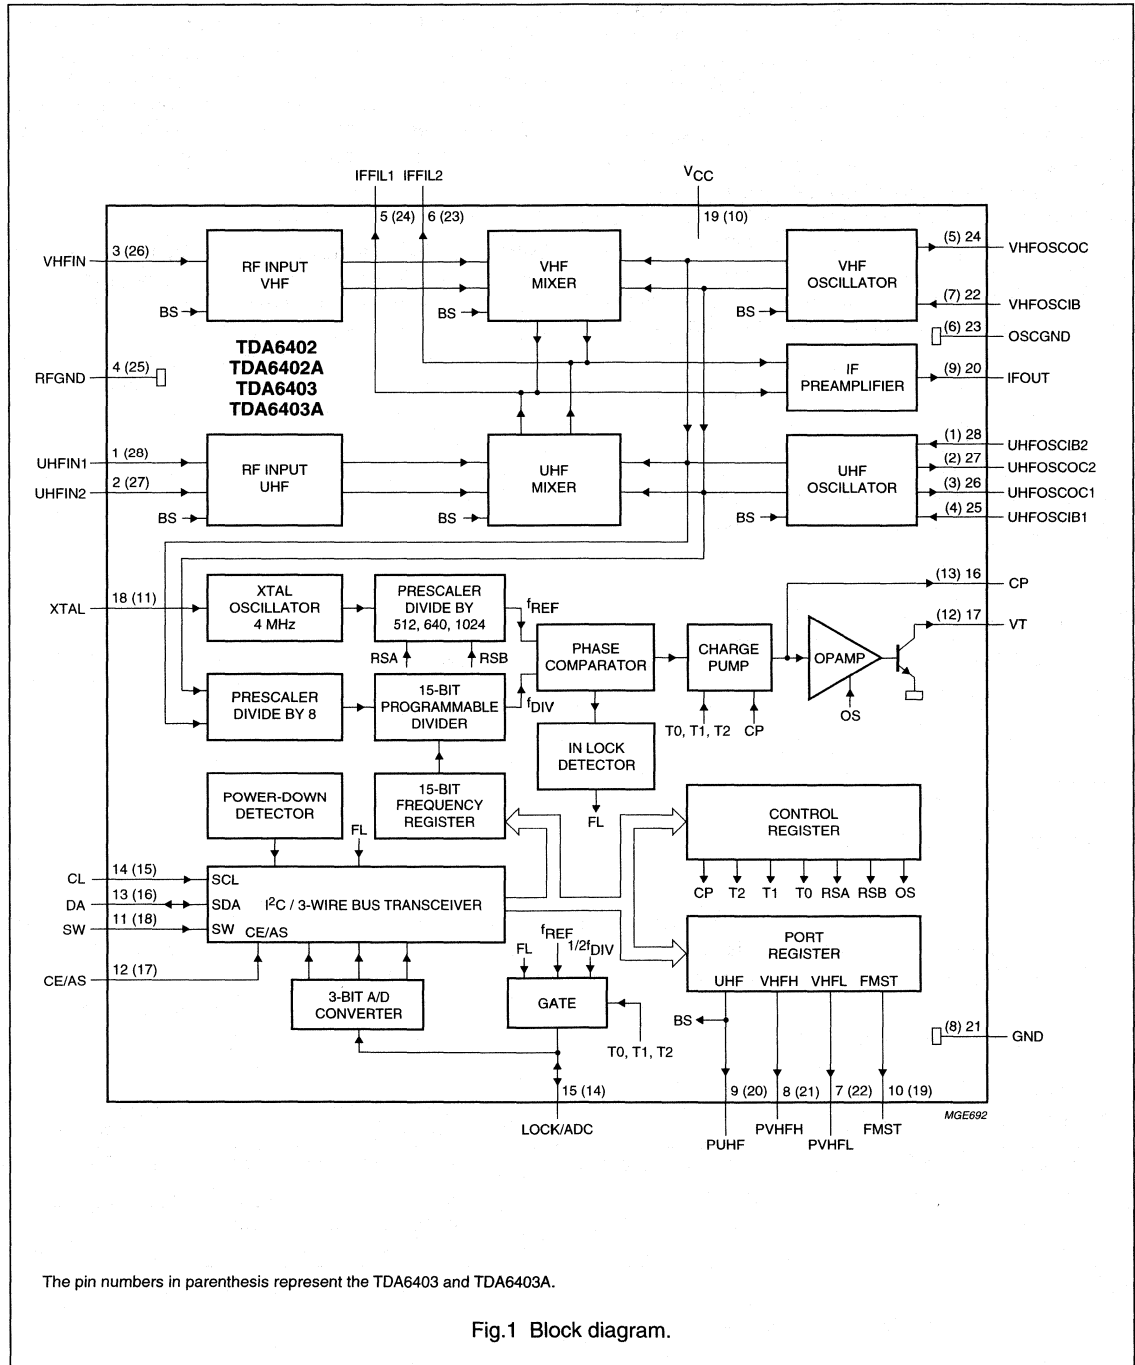 IFFIL1 IFFIL2 VCC
5 (24) 6 (23) 19 (10)
VHFIN 3 (26)
RF INPUT
VHF
BS
VHF
MIXER
BS
VHF
OSCILLATOR
BS
(5) 24 VHFOSCOC
(7) 22 VHFOSCIB
(6) 23 OSCGND
TDA6402
TDA6402A
TDA6403
TDA6403A
RFGND 4 (25)
IF
PREAMPLIFIER
(9) 20 IFOUT
UHFIN1 1 (28)
UHFIN2 2 (27)
RF INPUT
UHF
BS
UHF
MIXER
BS
UHF
OSCILLATOR
BS
(1) 28 UHFOSCIB2
(2) 27 UHFOSCOC2
(3) 26 UHFOSCOC1
(4) 25 UHFOSCIB1
XTAL 18 (11)
XTAL
OSCILLATOR
4 MHz
PRESCALER
DIVIDE BY
512, 640, 1024
RSA RSB
fREF
PRESCALER
DIVIDE BY 8
15-BIT
PROGRAMMABLE
DIVIDER
fDIV
PHASE
COMPARATOR
CHARGE
PUMP
T0, T1, T2 CP
OPAMP
OS
(13) 16 CP
(12) 17 VT
IN LOCK
DETECTOR
FL
POWER-DOWN
DETECTOR
15-BIT
FREQUENCY
REGISTER
FL
CONTROL
REGISTER
CP T2 T1 T0 RSA RSB OS
CL 14 (15) SCL
DA 13 (16) SDA
SW 11 (18) SW
I2C / 3-WIRE BUS TRANSCEIVER
CE/AS
CE/AS 12 (17)
3-BIT A/D
CONVERTER
FL fREF 1/2fDIV
GATE
T0, T1, T2
PORT
REGISTER
UHF VHFH VHFL FMST
BS
(8) 21 GND
15 (14) 9 (20) 8 (21) 7 (22) 10 (19)
MGE692
LOCK/ADC PUHF PVHFH PVHFL FMST
The pin numbers in parenthesis represent the TDA6403 and TDA6403A.
Fig.1 Block diagram.